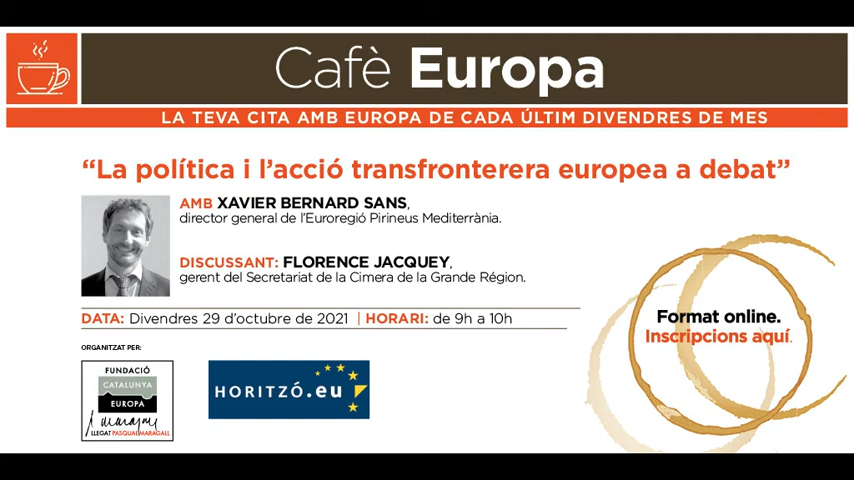 Cafè Europa
LA TEVA CITA AMB EUROPA DE CADA ÚLTIM DIVENDRES DE MES
“La política i l’acció transfronterera europea a debat”
AMB XAVIER BERNARD SANS,
director general de l’Euroregió Pirineus Mediterrània.
DISCUSSANT: FLORENCE JACQUEY,
gerent del Secretariat de la Cimera de la Grande Région.
DATA: Divendres 29 d’octubre de 2021 | HORARI: de 9h a 10h
Format online.
Inscripcions aquí.
ORGANITZAT PER:
FUNDACIÓ
CATALUNYA
EUROPA
LLEGAT PASQUAL MARAGALL
HORITZÓ.eu